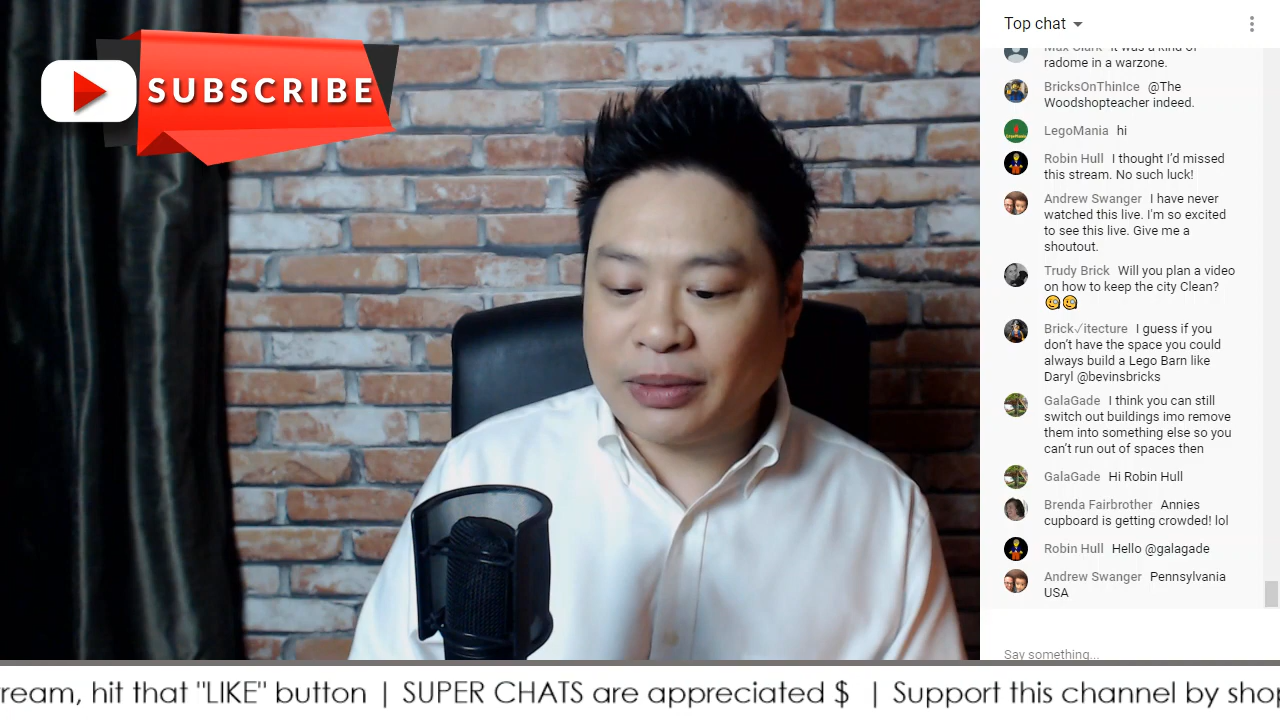 SUBSCRIBE
Top chat
Max Clark It was a kind of
radome in a warzone.
BricksOnThinIce @The
Woodshopteacher indeed.
LegoMania hi
Robin Hull I thought I'd missed
this stream. No such luck!
Andrew Swanger I have never
watched this live. I'm so excited
to see this live. Give me a
shoutout.
Trudy Brick Will you plan a video
on how to keep the city Clean?
Brick✓itecture I guess if you
don't have the space you could
always build a Lego Barn like
Daryl @bevinsbricks
GalaGade I think you can still
switch out buildings imo remove
them into something else so you
can't run out of spaces then
GalaGade Hi Robin Hull
Brenda Fairbrother Annies
cupboard is getting crowded! lol
Robin Hull Hello @galagade
Andrew Swanger Pennsylvania
USA
Say something...
ream, hit that "LIKE" button | SUPER CHATS are appreciated $ | Support this channel by shop